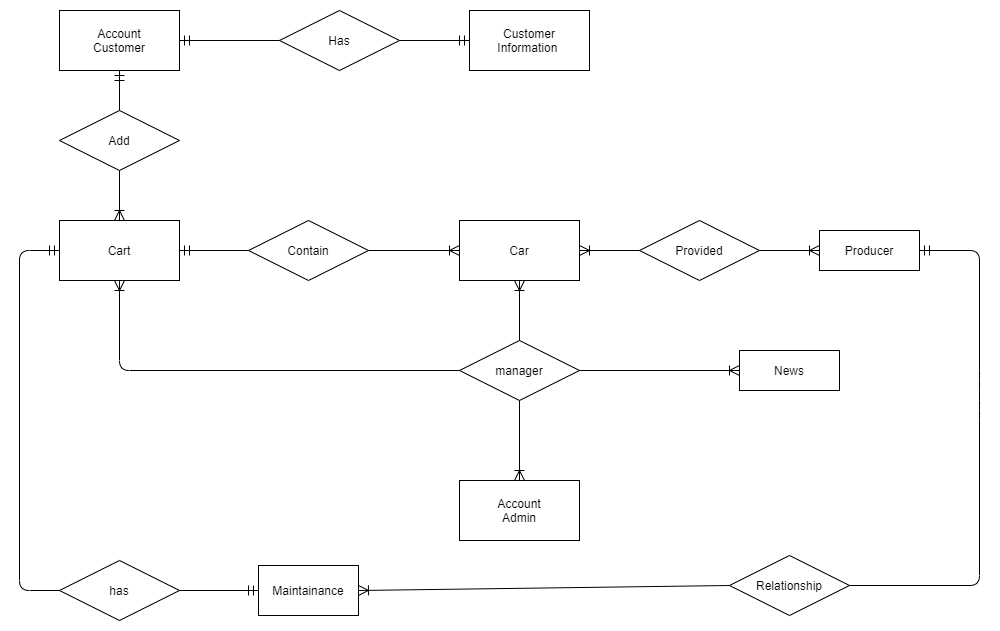 Account
Customer
Has
Customer
Information
Add
Cart
Contain
Car
Provided
Producer
manager
News
Account
Admin
has
Maintainance
Relationship